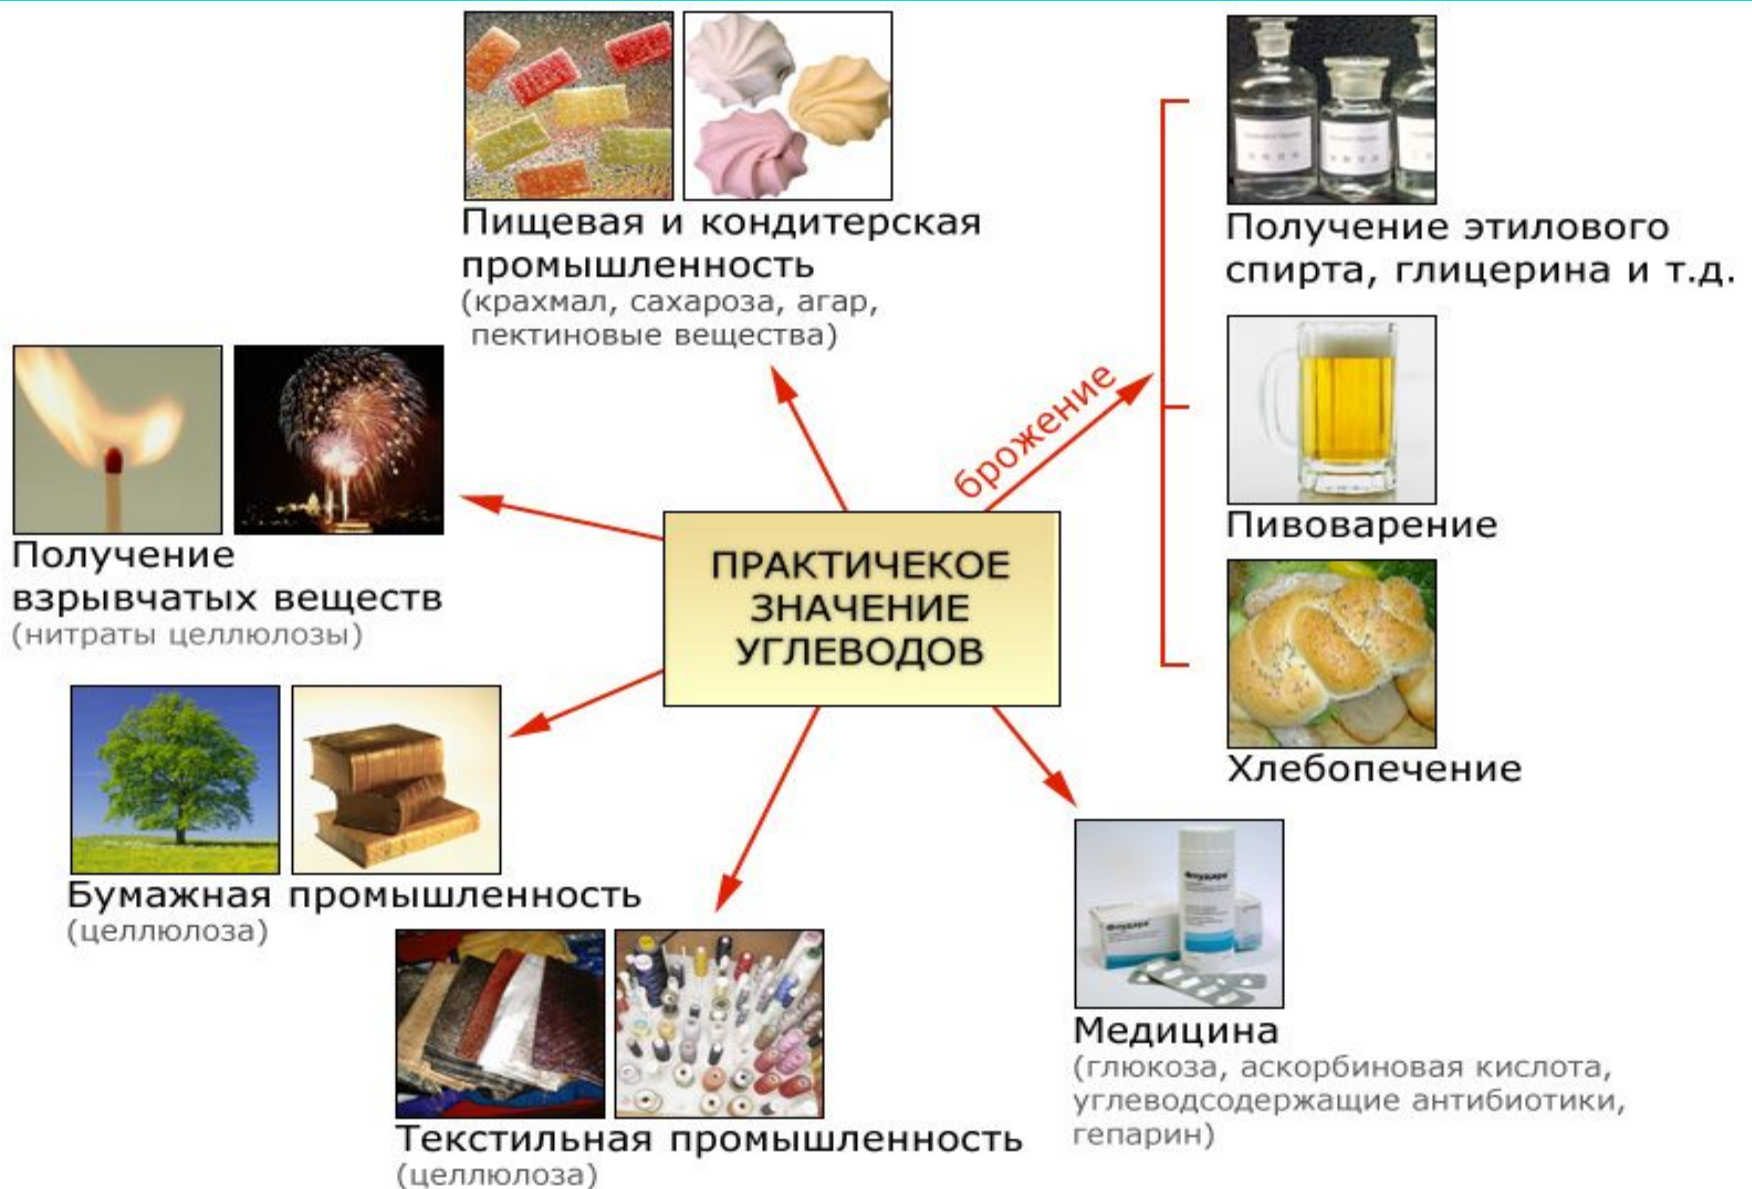 Пищевая и кондитерская
промышленность
(крахмал, сахароза, агар,
пектиновые вещества)
Получение этилового
спирта, глицерина и т.д.
брожение
Пивоварение
Хлебопечение
Получение
взрывчатых веществ
(нитраты целлюлозы)
ПРАКТИЧЕКОЕ
ЗНАЧЕНИЕ
УГЛЕВОДОВ
Бумажная промышленность
(целлюлоза)
Текстильная промышленность
(целлюлоза)
Медицина
(глюкоза, аскорбиновая кислота,
углеводсодержащие антибиотики,
гепарин)